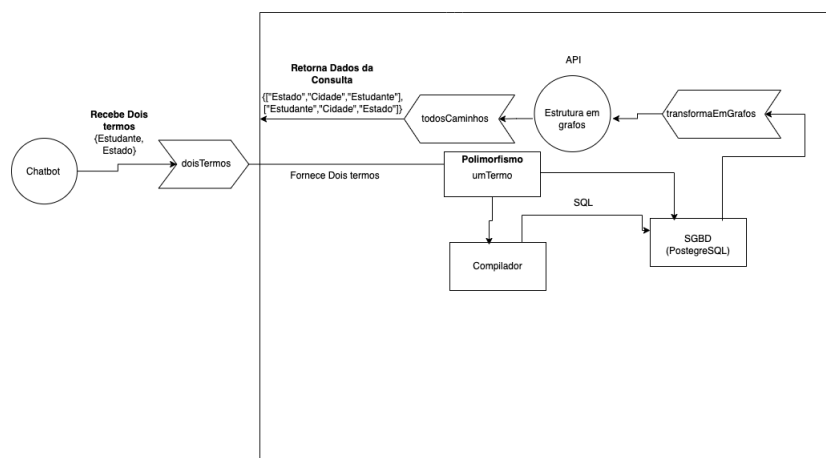 API
Retorna Dados da
Consulta
{["Estado","Cidade","Estudante"],
["Estudante","Cidade","Estado"]}
todosCaminhos
Estrutura em
grafos
transformaEmGrafos
Recebe Dois
termos
{Estudante,
Estado}
Chatbot
doisTermos
Fornece Dois termos
Polimorfismo
umTermo
SQL
Compilador
SGBD
(PostegreSQL)